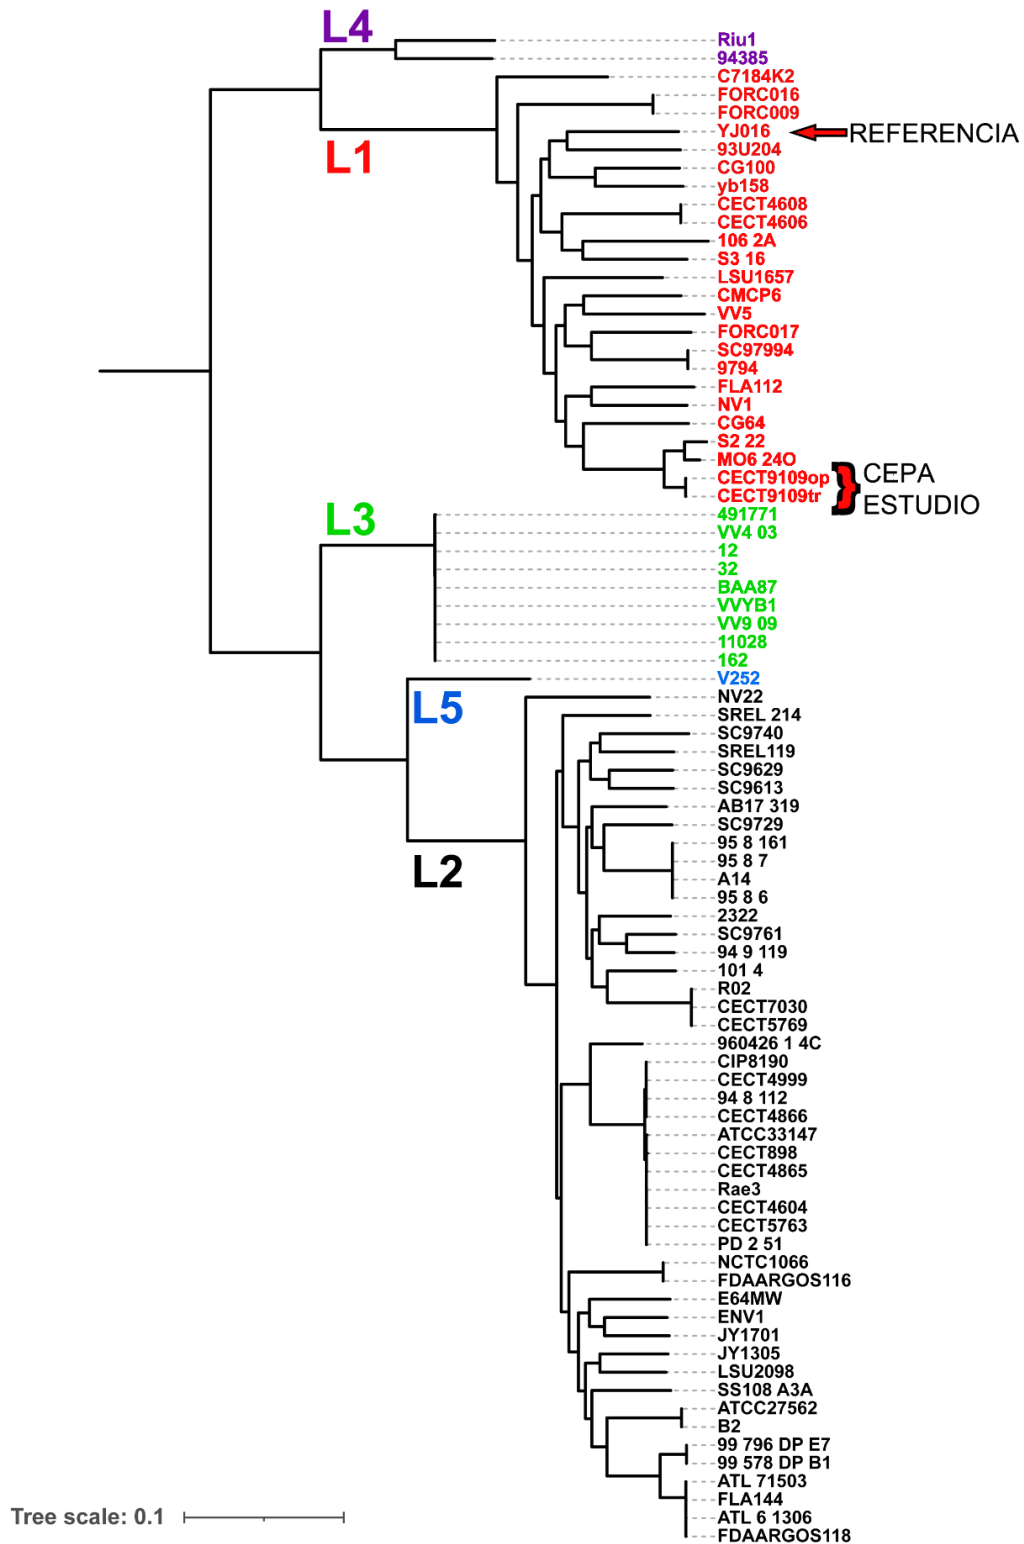 L4
Riu1
94385
C7184K2
FORC016
FORC009
YJ016
REFERENCIA
93U204
L1
CG100
yb158
CECT4608
CECT4606
106 2A
S3 16
LSU1657
CMCP6
VV5
FORC017
SC97994
9794
FLA112
NV1
CG64
S2 22
MO6 24O
CECT9109op
CECT9109tr
CEPA
ESTUDIO
491771
L3
VV4 03
12
32
BAA87
VVYB1
VV9 09
11028
162
V252
L5
NV22
SREL 214
SC9740
SREL119
SC9629
SC9613
AB17 319
SC9729
95 8 161
95 8 7
L2
A14
95 8 6
2322
SC9761
94 9 119
101 4
R02
CECT7030
CECT5769
960426 1 4C
CIP8190
CECT4999
94 8 112
CECT4866
ATCC33147
CECT898
CECT4865
Rae3
CECT4604
CECT5763
PD 2 51
NCTC1066
FDAARGOS116
E64MW
ENV1
JY1701
JY1305
LSU2098
SS108 A3A
ATCC27562
B2
99 796 DP E7
99 578 DP B1
ATL 71503
FLA144
ATL 6 1306
FDAARGOS118
Tree scale: 0.1